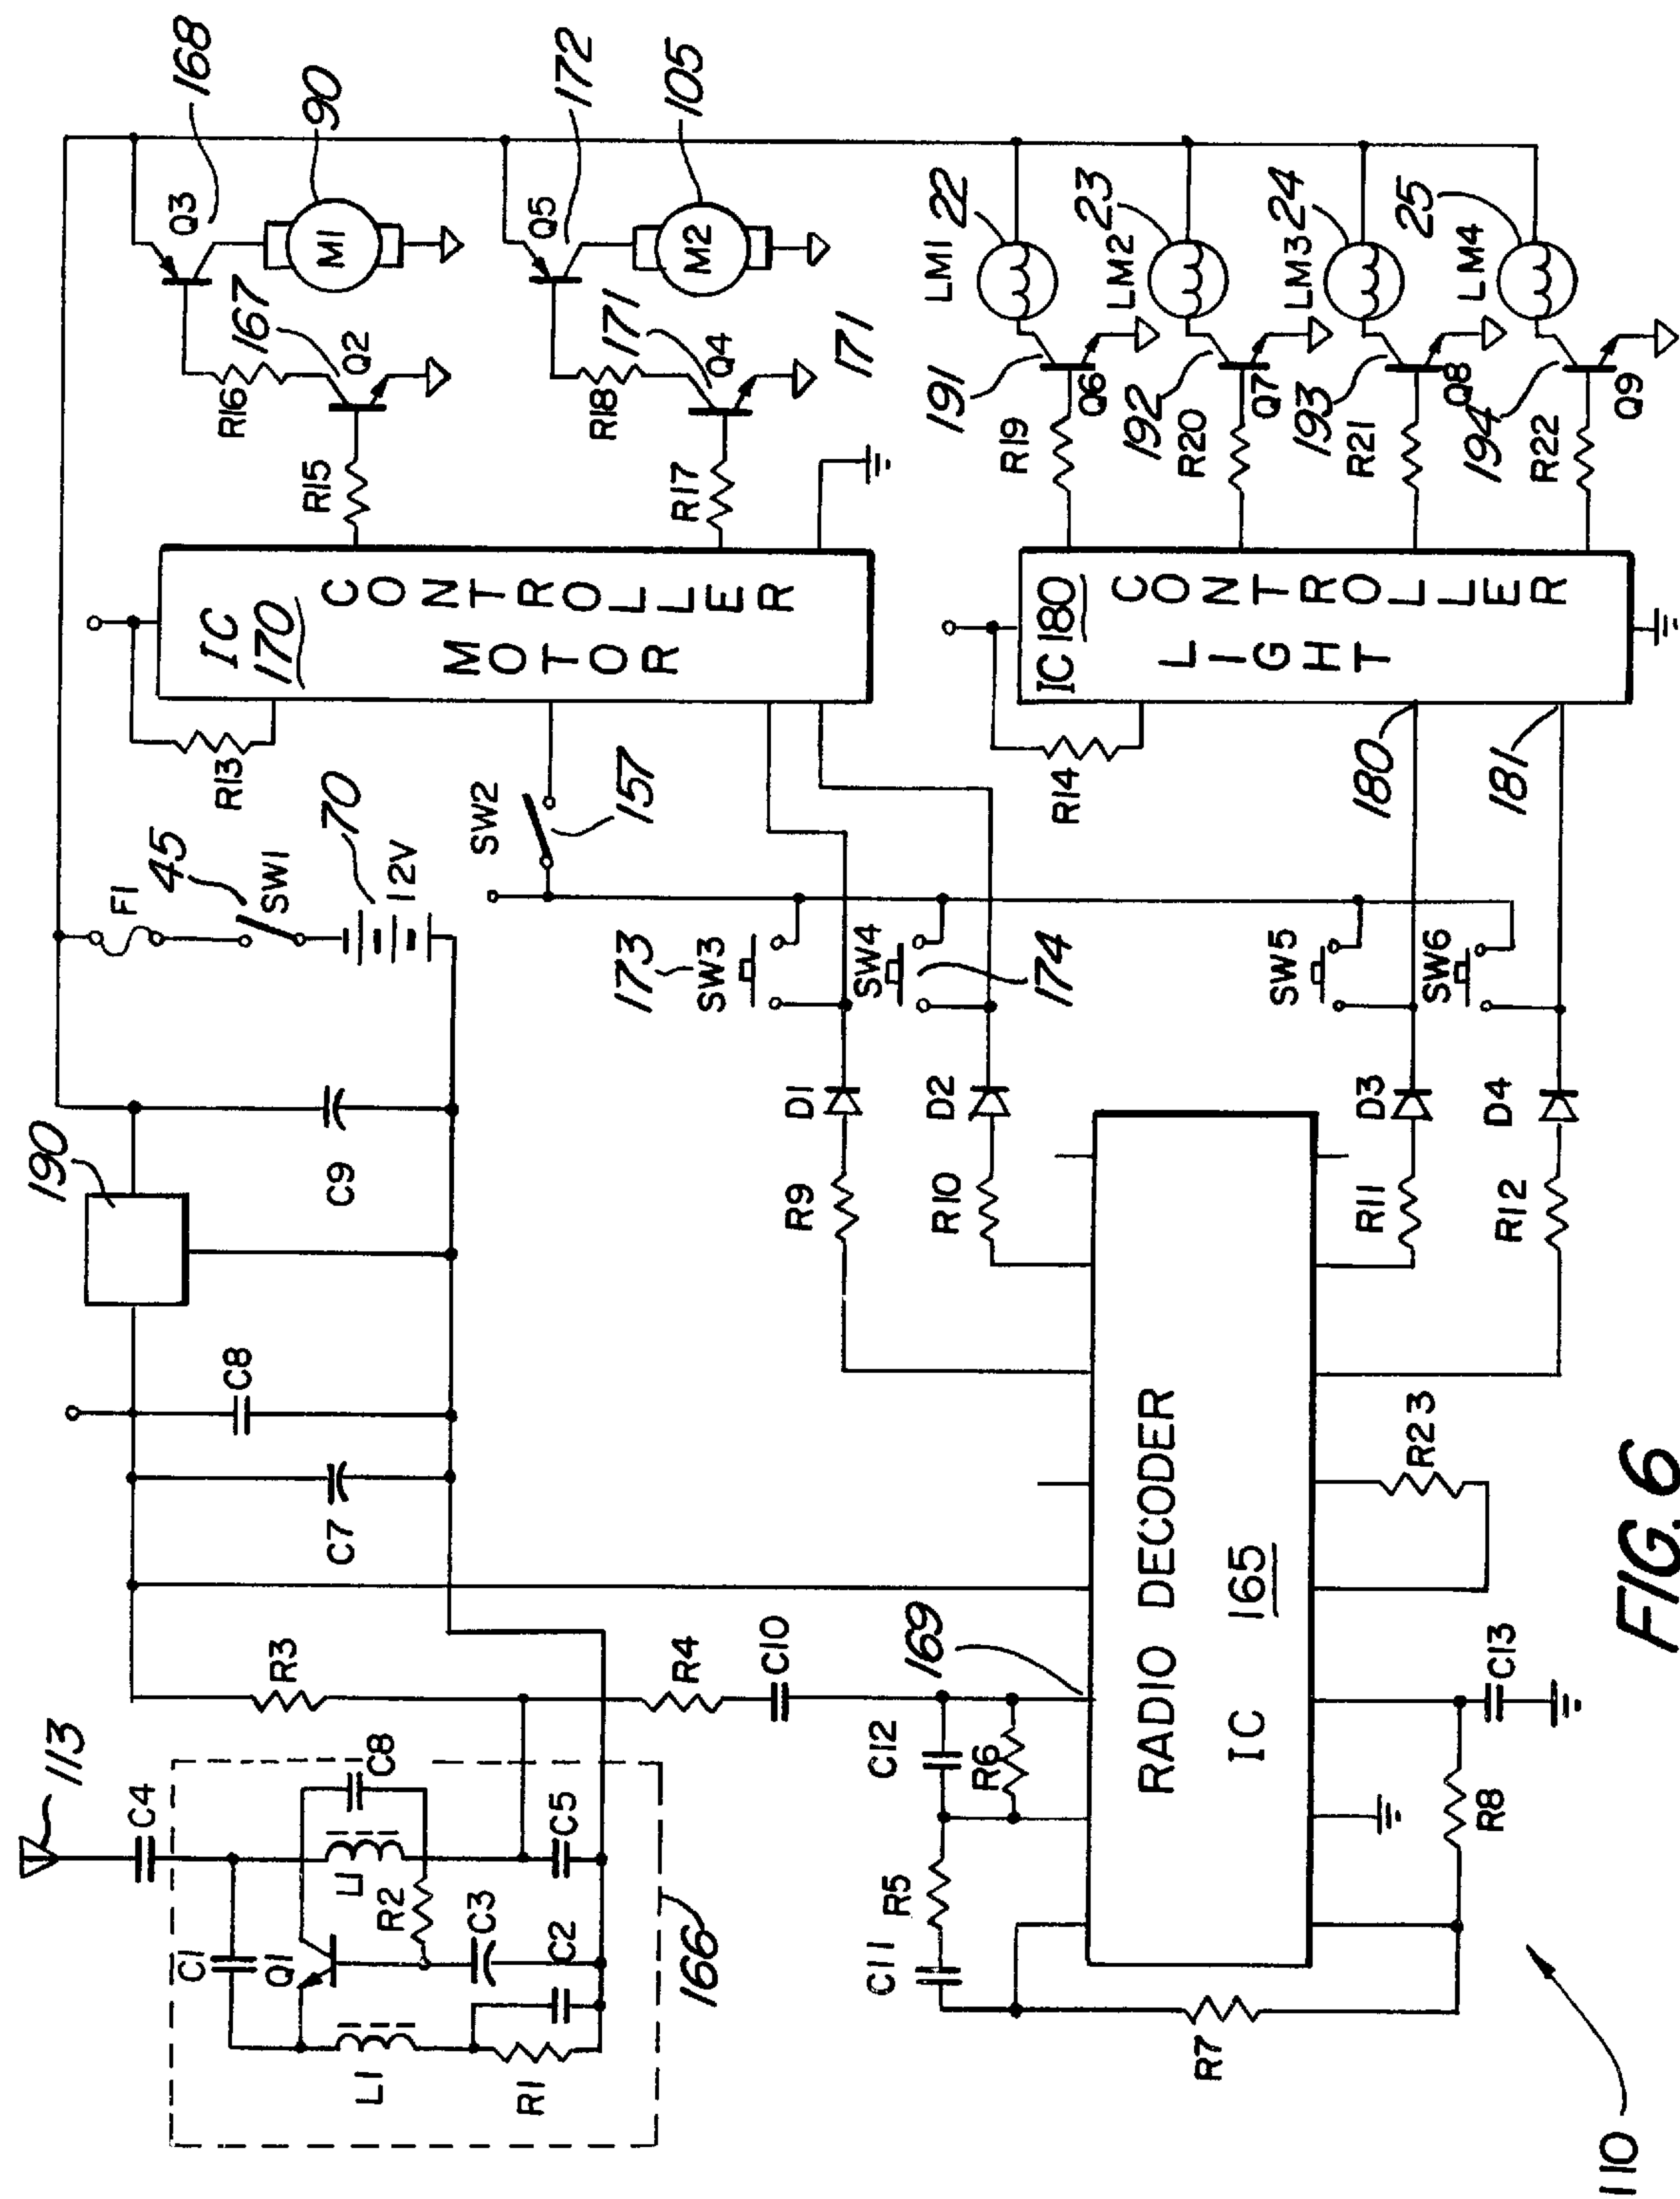 113
C4
166
C1
Q1
L1
R1
C2
C3
R2
L1
C8
C5
R3
R4
C10
C7
C8
190
C9
F1
45
SW1
70
12V
R13
IC
170
MOTOR
CONTROLLER
SW2
157
R15
R16
167
Q2
Q3
168
M1
90
R17
R18
171
Q4
Q5
172
M2
105
171
173
SW3
SW4
174
D1
R9
D2
R10
SW5
SW6
D3
R11
D4
R12
R14
IC 180
LIGHT
CONTROLLER
180
181
R19
191
Q6
LM1
22
R20
192
Q7
LM2
23
R21
193
Q8
LM3
24
R22
194
Q9
LM4
25
169
C12
R6
R5
C11
R7
RADIO DECODER
IC
165
R8
C13
R23
110
FIG. 6